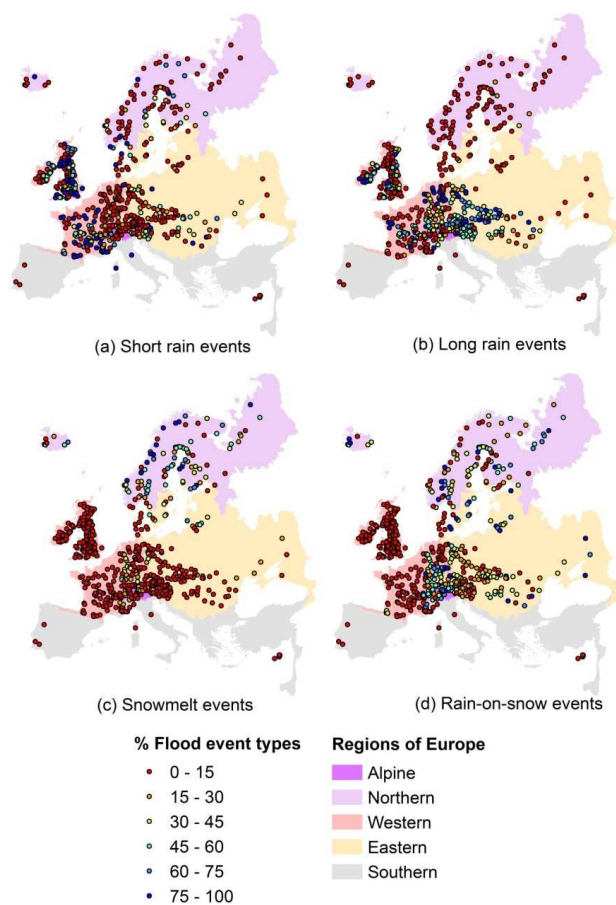 (a) Short rain events
(b) Long rain events
(c) Snowmelt events
(d) Rain-on-snow events
% Flood event types
0 - 15
15 - 30
30 - 45
45 - 60
60 - 75
75 - 100
Regions of Europe
Alpine
Northern
Western
Eastern
Southern